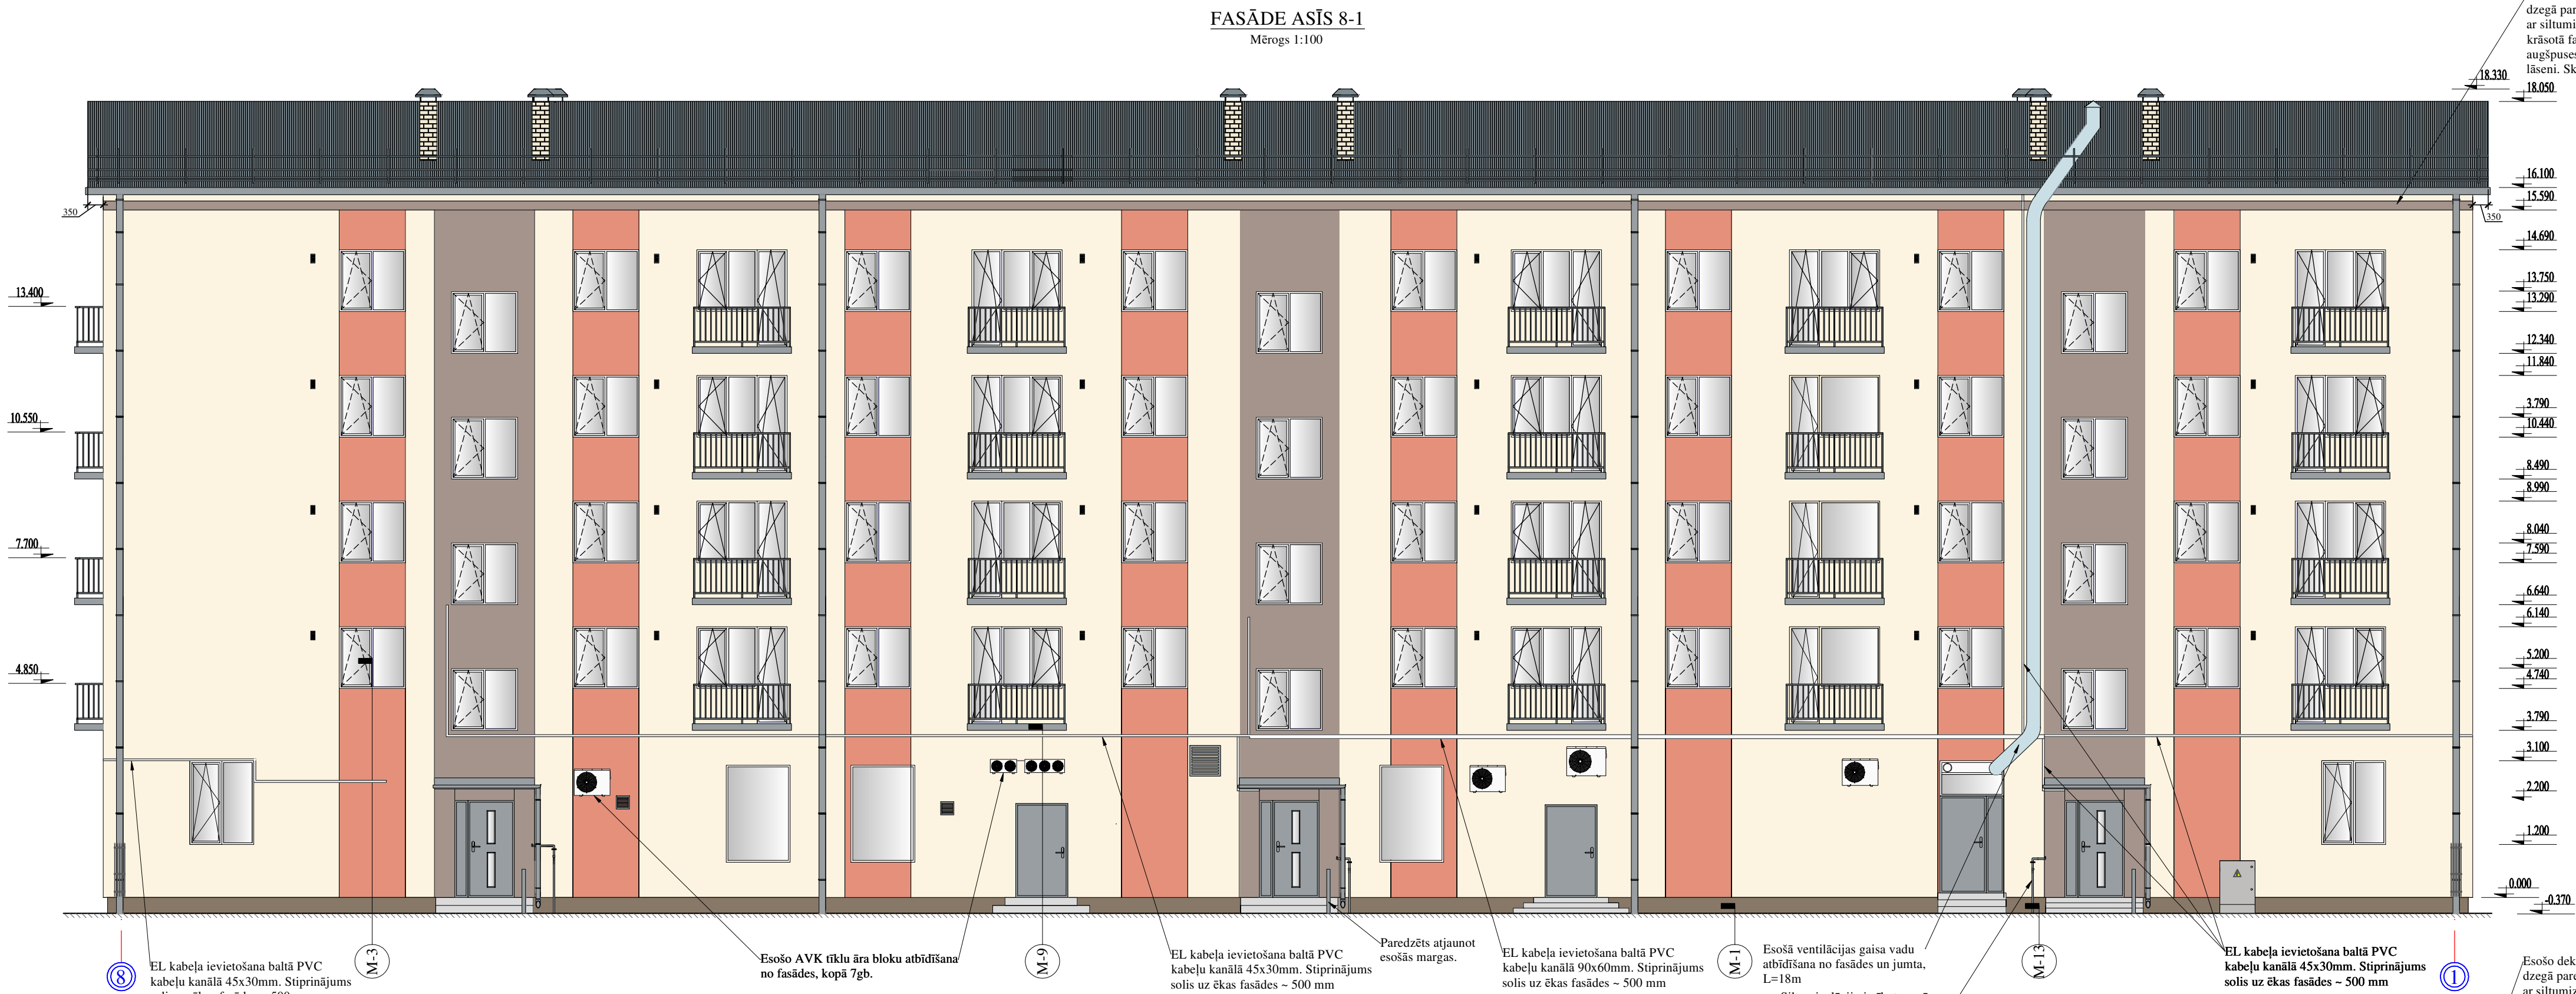 FASĀDE ASĪS 8-1
Mērogs 1:100
ar siltumi
krāsotā fa
augšpuses
18.330
18.050
16.100
15.590
350
350
14.690
13.750
13.400
13.290
12.340
11.840
3.790
10.550
10.440
8.490
8.990
8.040
7.700
7.590
6.640
6.140
5.200
4.850
4.740
3.790
3.100
2.200
1.200
0.000
-0.370
8
EL kabeļa ievietošana baltā PVC
kabeļu kanālā 45x30mm. Stiprinājums
M-3
Esošo AVK tīklu āra bloku atbīdīšana
no fasādes, kopā 7gb.
M-9
EL kabeļa ievietošana baltā PVC
kabeļu kanālā 45x30mm. Stiprinājums
solis uz ēkas fasādes ~ 500 mm
Paredzēts atjaunot
esošās margas.
EL kabeļa ievietošana baltā PVC
kabeļu kanālā 90x60mm. Stiprinājums
solis uz ēkas fasādes ~ 500 mm
M-1
Esošā ventilācijas gaisa vadu
atbīdīšana no fasādes un jumta,
L=18m
M-13
EL kabeļa ievietošana baltā PVC
kabeļu kanālā 45x30mm. Stiprinājums
solis uz ēkas fasādes ~ 500 mm
1
Esošo dek
dzegā pare
ar siltumiz